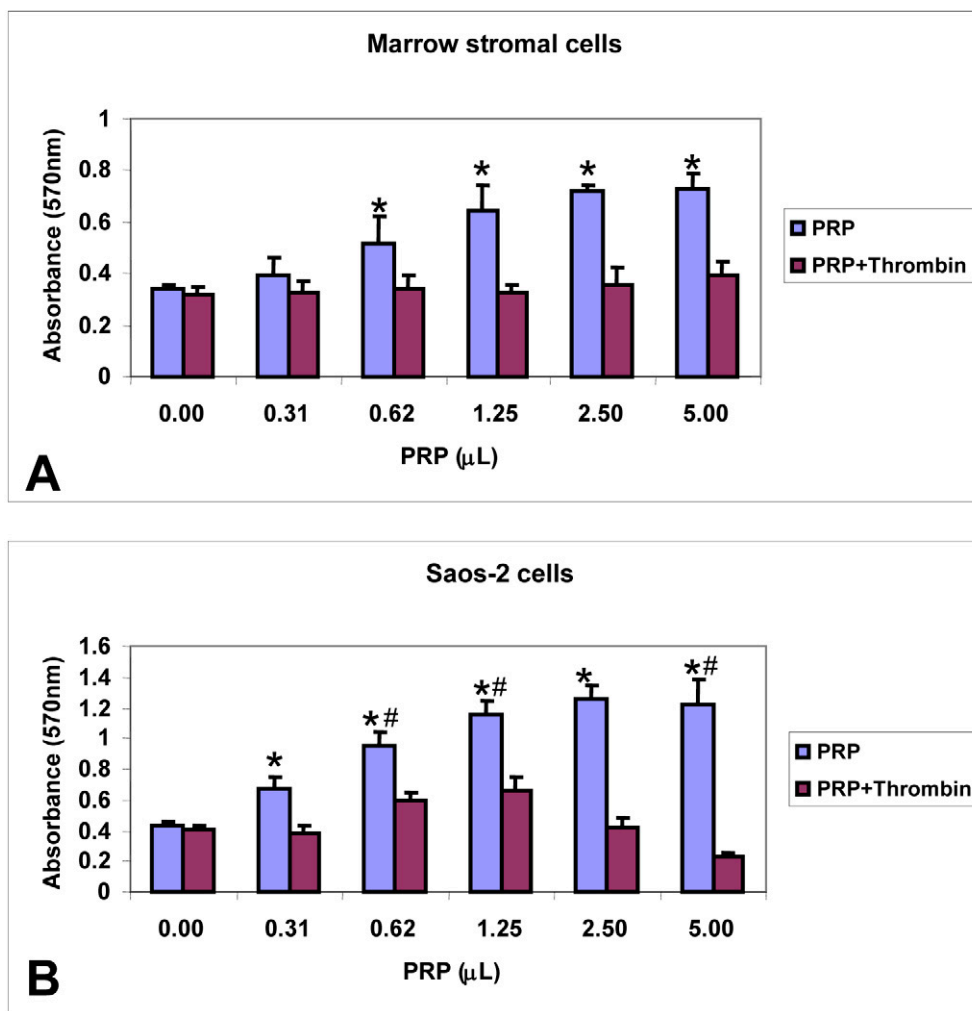 Marrow stromal cells
Absorbance (570nm)
1
0.8
0.6
0.4
0.2
0
* * * *
0.00 0.31 0.62 1.25 2.50 5.00
PRP (μL)
PRP
PRP+Thrombin
A
Saos-2 cells
Absorbance (570nm)
1.6
1.4
1.2
1
0.8
0.6
0.4
0.2
0
* *# *# * *#
0.00 0.31 0.62 1.25 2.50 5.00
PRP (μL)
PRP
PRP+Thrombin
B